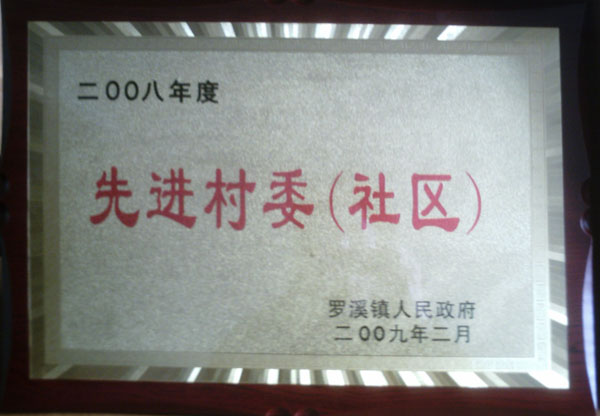 二00八年度
先进村委(社区)
罗溪镇人民政府
二00九年二月